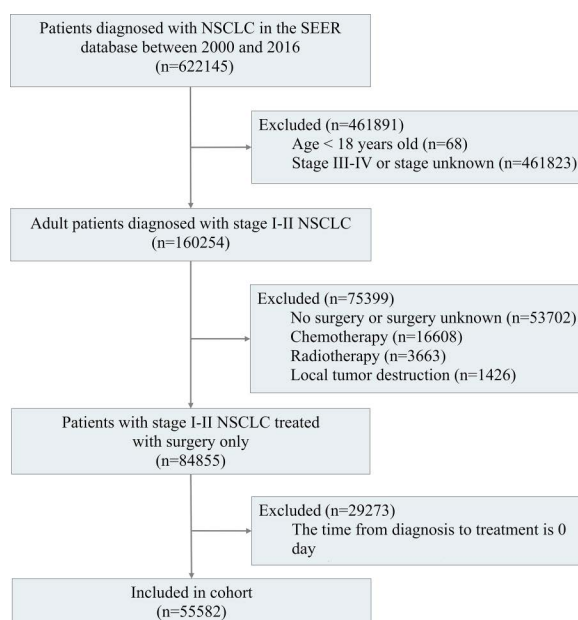 Patients diagnosed with NSCLC in the SEER
database between 2000 and 2016
(n=622145)
Excluded (n=461891)
Age < 18 years old (n=68)
Stage III-IV or stage unknown (n=461823)
Adult patients diagnosed with stage I-II NSCLC
(n=160254)
Excluded (n=75399)
No surgery or surgery unknown (n=53702)
Chemotherapy (n=16608)
Radiotherapy (n=3663)
Local tumor destruction (n=1426)
Patients with stage I-II NSCLC treated
with surgery only
(n=84855)
Excluded (n=29273)
The time from diagnosis to treatment is 0
day
Included in cohort
(n=55582)